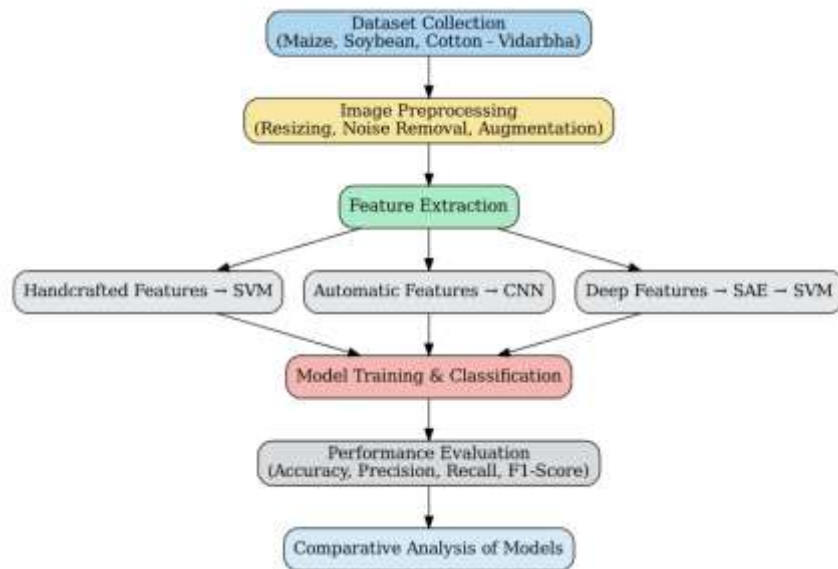 Dataset Collection
(Maize, Soybean, Cotton - Vidarbha)
Image Preprocessing
(Resizing, Noise Removal, Augmentation)
Feature Extraction
Handcrafted Features → SVM
Automatic Features → CNN
Deep Features → SAE → SVM
Model Training & Classification
Performance Evaluation
(Accuracy, Precision, Recall, F1-Score)
Comparative Analysis of Models